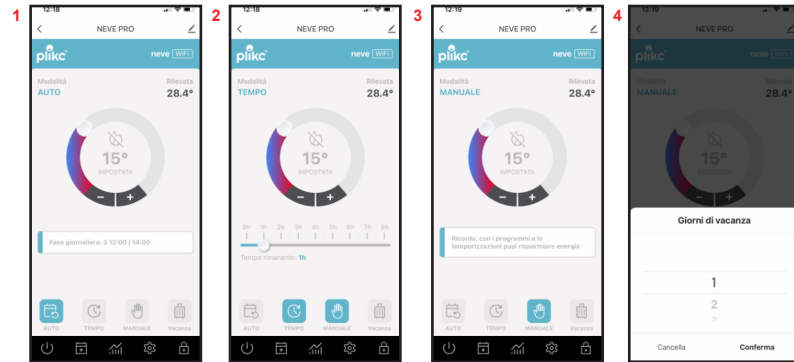 1
12:18
NEVE PRO
plikc
neve WIFI
Modalità
Rilevata
AUTO
28.4°
15°
IMPOSTATA
Fase giornaliera: 3 12:00 / 14:00
AUTO
TEMPO
MANUALE
Vacanza
2
12:18
NEVE PRO
plikc
neve WIFI
Modalità
Rilevata
TEMPO
28.4°
15°
IMPOSTATA
0h 1h 2h 3h 4h 5h 6h 7h 8h
Tempo rimanente: 1h
AUTO
TEMPO
MANUALE
Vacanza
3
12:19
NEVE PRO
plikc
neve WIFI
Modalità
Rilevata
MANUALE
28.4°
15°
IMPOSTATA
Ricorda: con i programmi e le
temporizzazioni puoi risparmiare energia
AUTO
TEMPO
MANUALE
Vacanza
4
12:19
NEVE PRO
plikc
neve WIFI
Modalità
Rilevata
MANUALE
28.4°
15°
IMPOSTATA
Giorni di vacanza
1
2
3
Cancella
Conferma